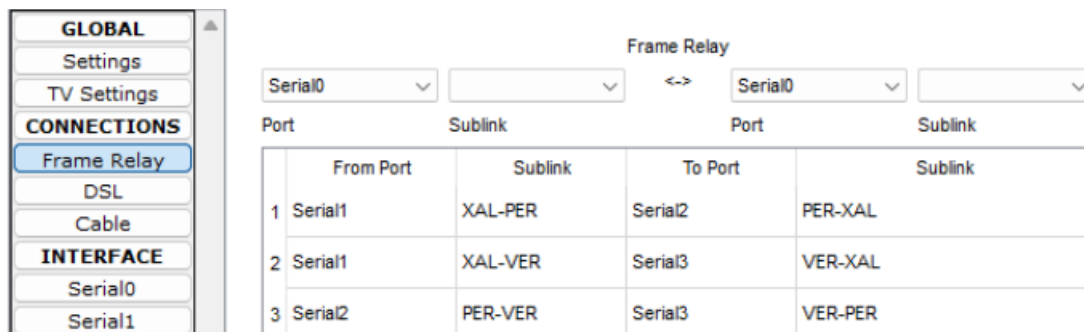 GLOBAL
Settings
TV Settings
CONNECTIONS
Frame Relay
DSL
Cable
INTERFACE
Serial0
Serial1
Frame Relay
Serial0 <-> Serial0
Port Sublink Port Sublink
From Port Sublink To Port Sublink
1 Serial1 XAL-PER Serial2 PER-XAL
2 Serial1 XAL-VER Serial3 VER-XAL
3 Serial2 PER-VER Serial3 VER-PER